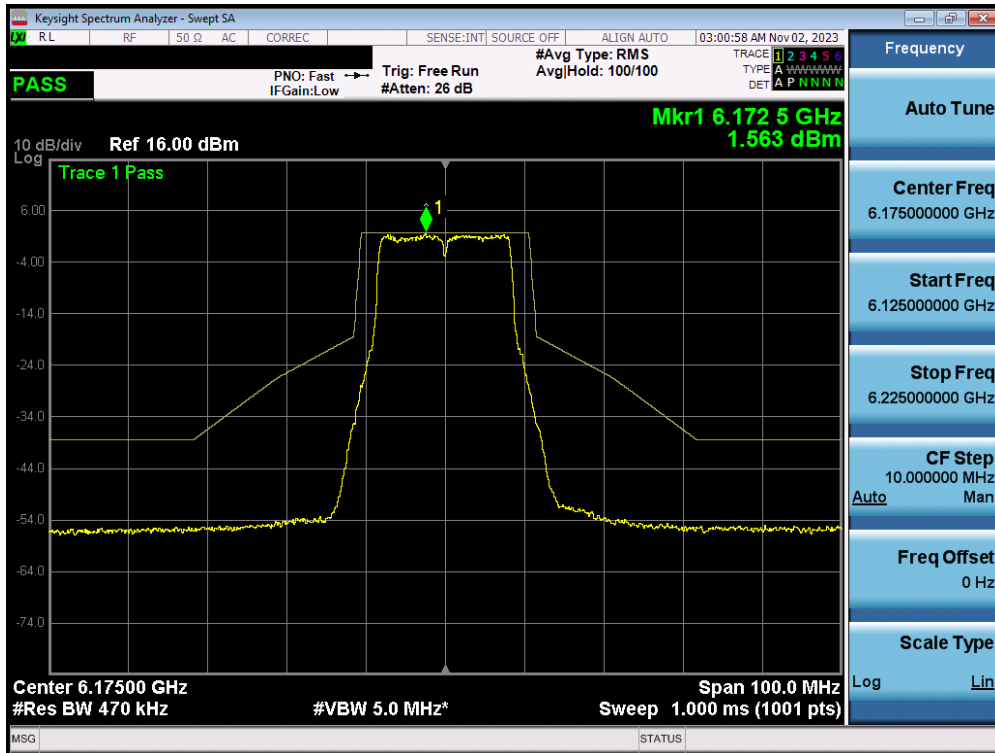 Keysight Spectrum Analyzer - Swept SA
LXI RL RF 50 Ω AC CORREC SENSE:INT SOURCE OFF ALIGN AUTO 03:00:58 AM Nov 02, 2023
PASS
PNO: Fast
IFGain:Low
Trig: Free Run
#Atten: 26 dB
#Avg Type: RMS
Avg|Hold: 100/100
TRACE 1 2 3 4 5 6
TYPE A WWWWW
DET A P N N N N
Mkr1 6.172 5 GHz
1.563 dBm
10 dB/div Ref 16.00 dBm
Log
Trace 1 Pass
1
6.00
-4.00
-14.0
-24.0
-34.0
-44.0
-54.0
-64.0
-74.0
Center 6.17500 GHz Span 100.0 MHz
#Res BW 470 kHz #VBW 5.0 MHz* Sweep 1.000 ms (1001 pts)
MSG STATUS
Frequency
Auto Tune
Center Freq
6.175000000 GHz
Start Freq
6.125000000 GHz
Stop Freq
6.225000000 GHz
CF Step
10.000000 MHz
Auto Man
Freq Offset
0 Hz
Scale Type
Log Lin